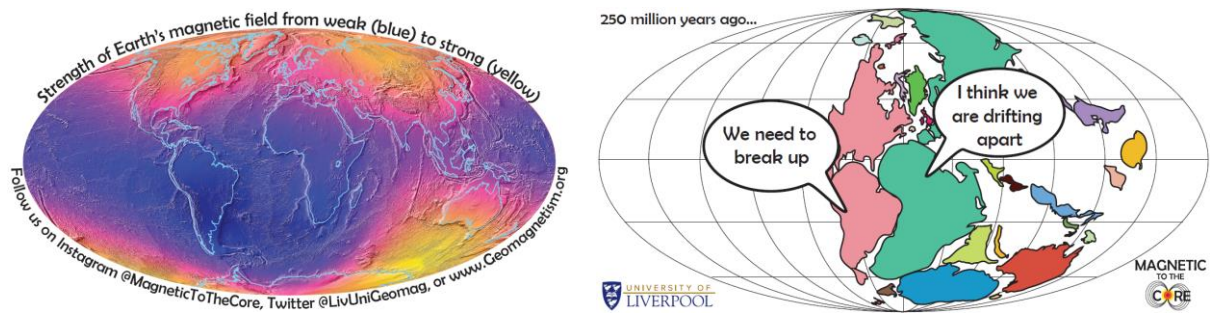 Strength of Earth's magnetic field from weak (blue) to strong (yellow)
Follow us on Instagram @MagneticToTheCore, Twitter @LivUniGeomag, or www.Geomagnetism.org
250 million years ago...
We need to
break up
I think we
are drifting
apart
UNIVERSITY OF
LIVERPOOL
MAGNETIC
TO THE
CORE